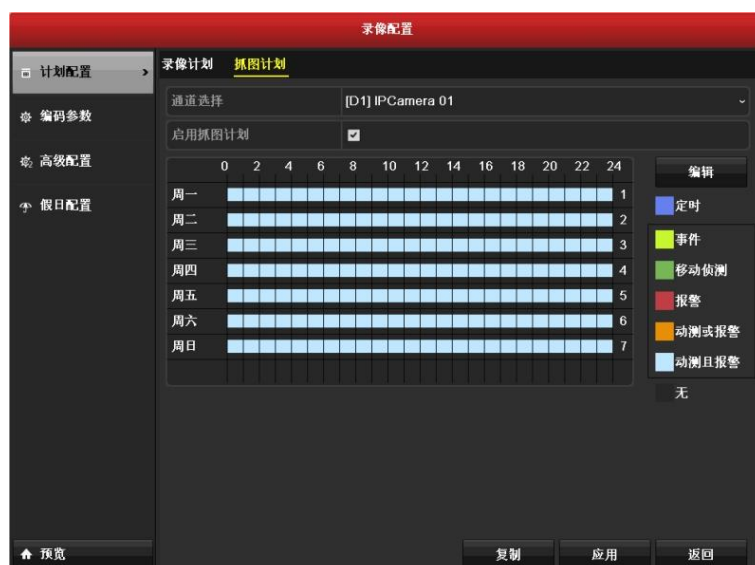 录像配置
计划配置
编码参数
高级配置
假日配置
预览
录像计划 抓图计划
通道选择 [D1] IPCamera 01
启用抓图计划
0 2 4 6 8 10 12 14 16 18 20 22 24
周一 1
周二 2
周三 3
周四 4
周五 5
周六 6
周日 7
编辑
定时
事件
移动侦测
报警
动测或报警
动测且报警
无
复制 应用 返回